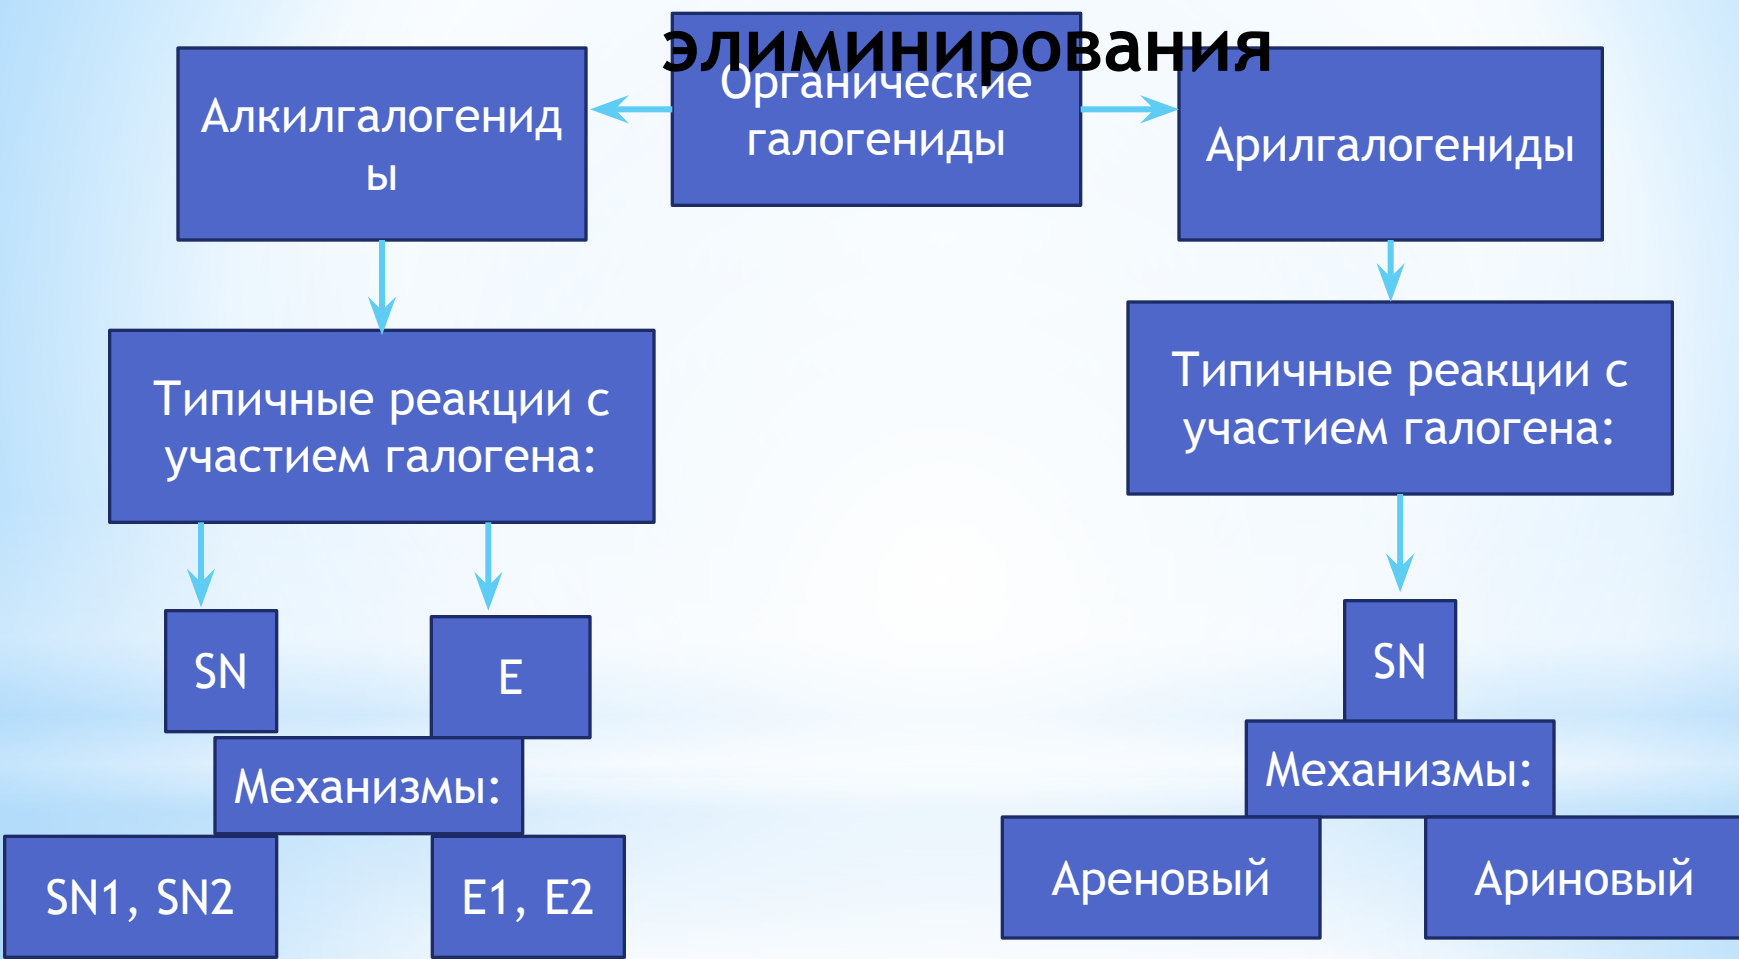 элиминирования
Органические
галогениды
Алкилгалогенид
ы
Арилгалогениды
Типичные реакции с
участием галогена:
Типичные реакции с
участием галогена:
SN
E
SN
Механизмы:
Механизмы:
SN1, SN2
E1, E2
Ареновый
Ариновый